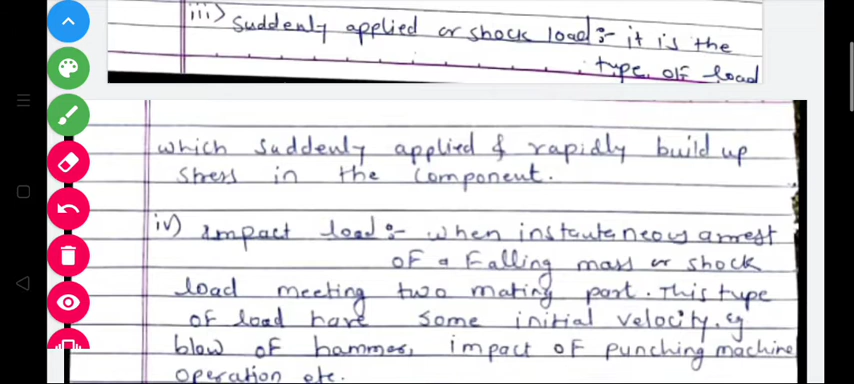 iii) Suddenly applied or shock load :- it is the
type of load
which suddenly applied & rapidly build up
stress in the component.
iv) Impact load :- when instantaneous arrest
of a Falling mass or shock
load meeting two mating part. This type
of load have some initial velocity. eg
blow of hammer, impact of punching machine
operation etc.